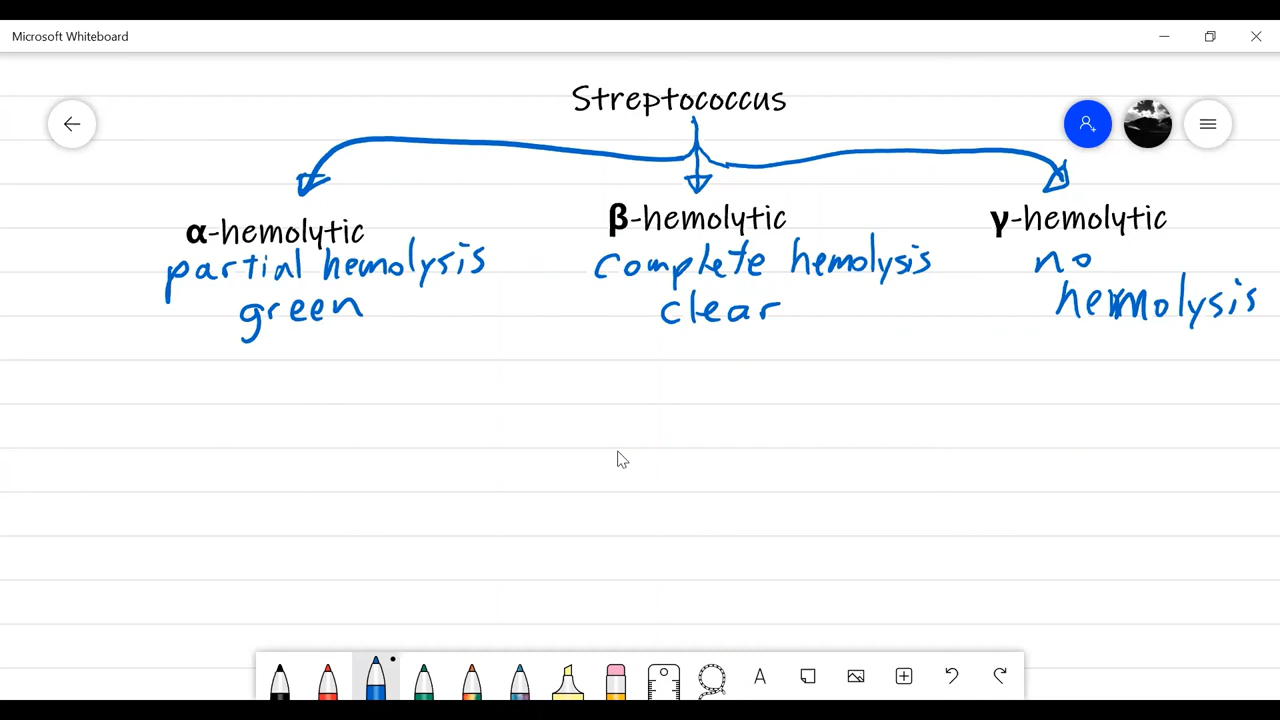 Microsoft Whiteboard
Streptococcus
α-hemolytic
partial hemolysis
green
β-hemolytic
complete hemolysis
clear
γ-hemolytic
no
hemolysis
A